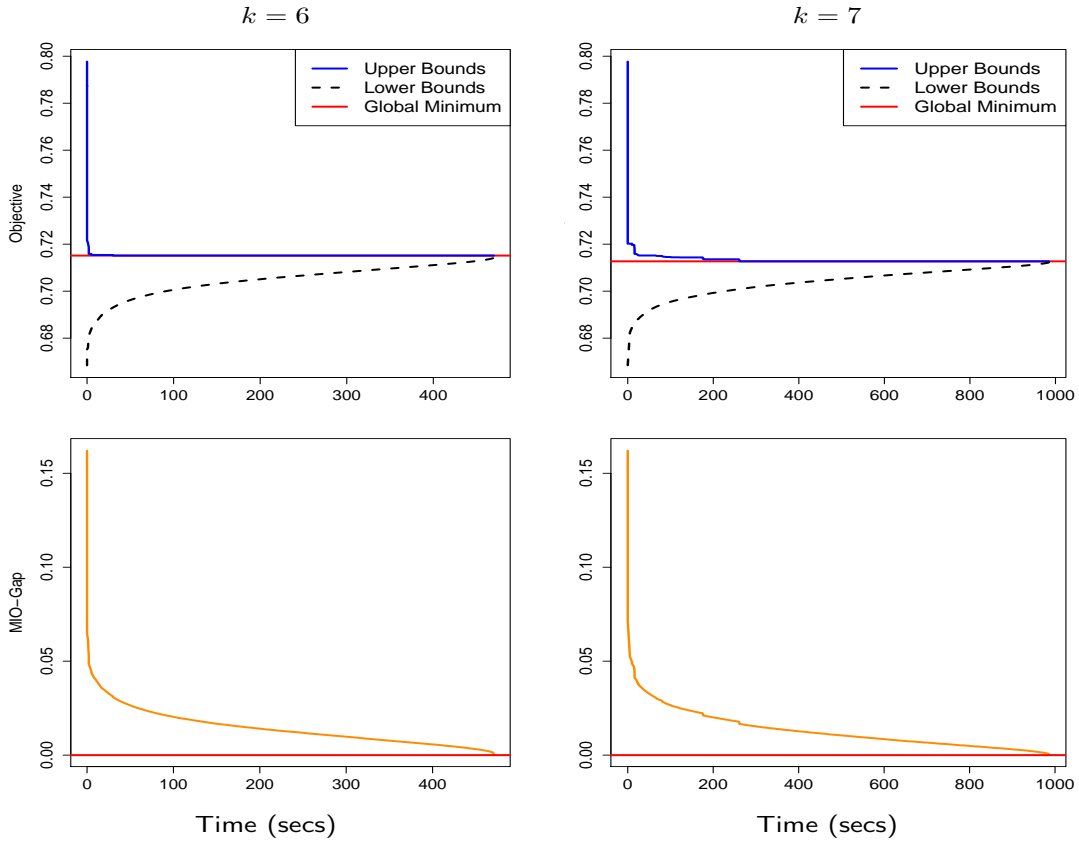 k = 6
k = 7
Objective
0.80
0.78
0.76
0.74
0.72
0.70
0.68
Upper Bounds
Lower Bounds
Global Minimum
0 100 200 300 400
0.80
0.78
0.76
0.74
0.72
0.70
0.68
Upper Bounds
Lower Bounds
Global Minimum
0 200 400 600 800 1000
MIO−Gap
0.15
0.10
0.05
0.00
0 100 200 300 400
Time (secs)
0.15
0.10
0.05
0.00
0 200 400 600 800 1000
Time (secs)